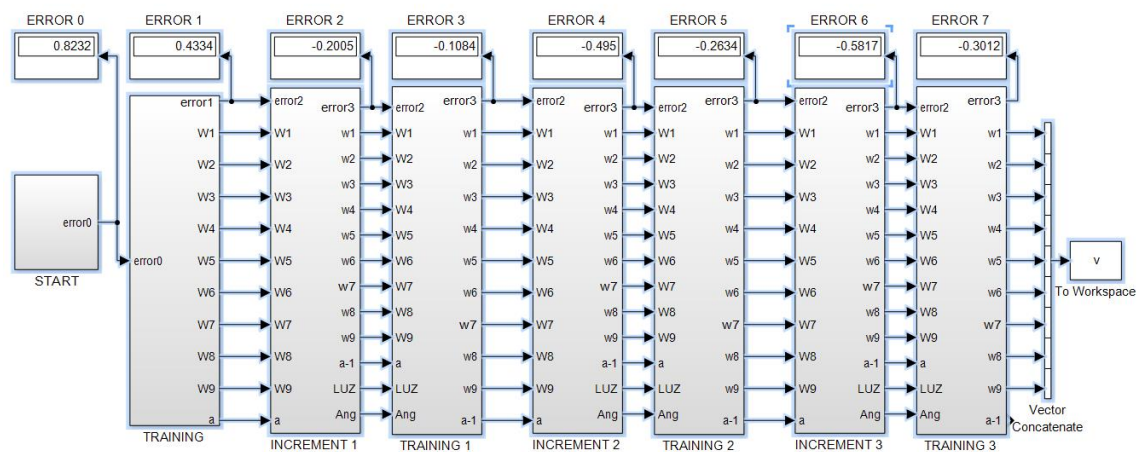 ERROR 0
ERROR 1
ERROR 2
ERROR 3
ERROR 4
ERROR 5
ERROR 6
ERROR 7
0.8232
0.4334
-0.2005
-0.1084
-0.495
-0.2634
-0.5817
-0.3012
error0
START
error0
error1
W1
W2
W3
W4
W5
W6
W7
W8
W9
a
TRAINING
error2
W1
W2
W3
W4
W5
W6
W7
W8
W9
a
error3
w1
w2
w3
w4
w5
w6
w7
w8
w9
a-1
LUZ
Ang
INCREMENT 1
error2
W1
W2
W3
W4
W5
W6
W7
W8
W9
a
LUZ
Ang
error3
w1
w2
w3
w4
w5
w6
w7
w8
w9
a-1
TRAINING 1
error2
W1
W2
W3
W4
W5
W6
W7
W8
W9
a
error3
w1
w2
w3
w4
w5
w6
w7
w8
w9
a-1
LUZ
Ang
INCREMENT 2
error2
W1
W2
W3
W4
W5
W6
W7
W8
W9
a
LUZ
Ang
error3
w1
w2
w3
w4
w5
w6
w7
w8
w9
a-1
TRAINING 2
error2
W1
W2
W3
W4
W5
W6
W7
W8
W9
a
error3
w1
w2
w3
w4
w5
w6
w7
w8
w9
a-1
LUZ
Ang
INCREMENT 3
error2
W1
W2
W3
W4
W5
W6
W7
W8
W9
a
LUZ
Ang
error3
w1
w2
w3
w4
w5
w6
w7
w8
w9
a-1
TRAINING 3
Vector
Concatenate
v
To Workspace